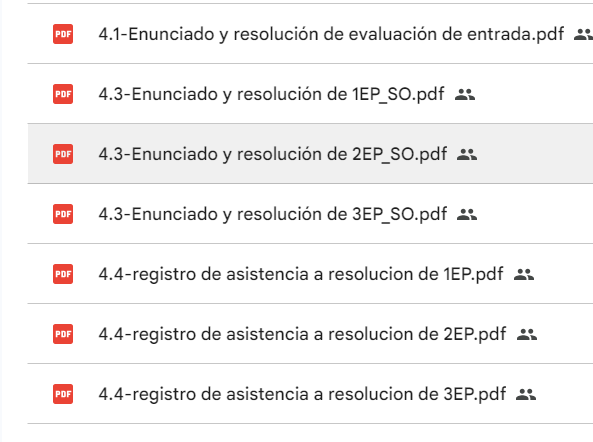 PDF 4.1-Enunciado y resolución de evaluación de entrada.pdf
PDF 4.3-Enunciado y resolución de 1EP_SO.pdf
PDF 4.3-Enunciado y resolución de 2EP_SO.pdf
PDF 4.3-Enunciado y resolución de 3EP_SO.pdf
PDF 4.4-registro de asistencia a resolucion de 1EP.pdf
PDF 4.4-registro de asistencia a resolucion de 2EP.pdf
PDF 4.4-registro de asistencia a resolucion de 3EP.pdf